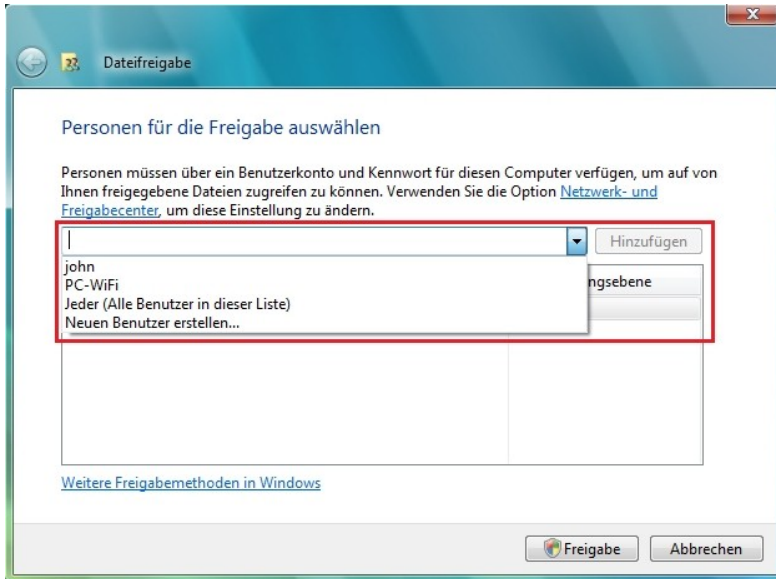 Dateifreigabe
Personen für die Freigabe auswählen
Personen müssen über ein Benutzerkonto und Kennwort für diesen Computer verfügen, um auf von
Ihnen freigegebene Dateien zugreifen zu können. Verwenden Sie die Option Netzwerk- und
Freigabecenter, um diese Einstellung zu ändern.
Hinzufügen
john
PC-WiFi
Jeder (Alle Benutzer in dieser Liste)
Neuen Benutzer erstellen...
ngsebene
Weitere Freigabemethoden in Windows
Freigabe Abbrechen